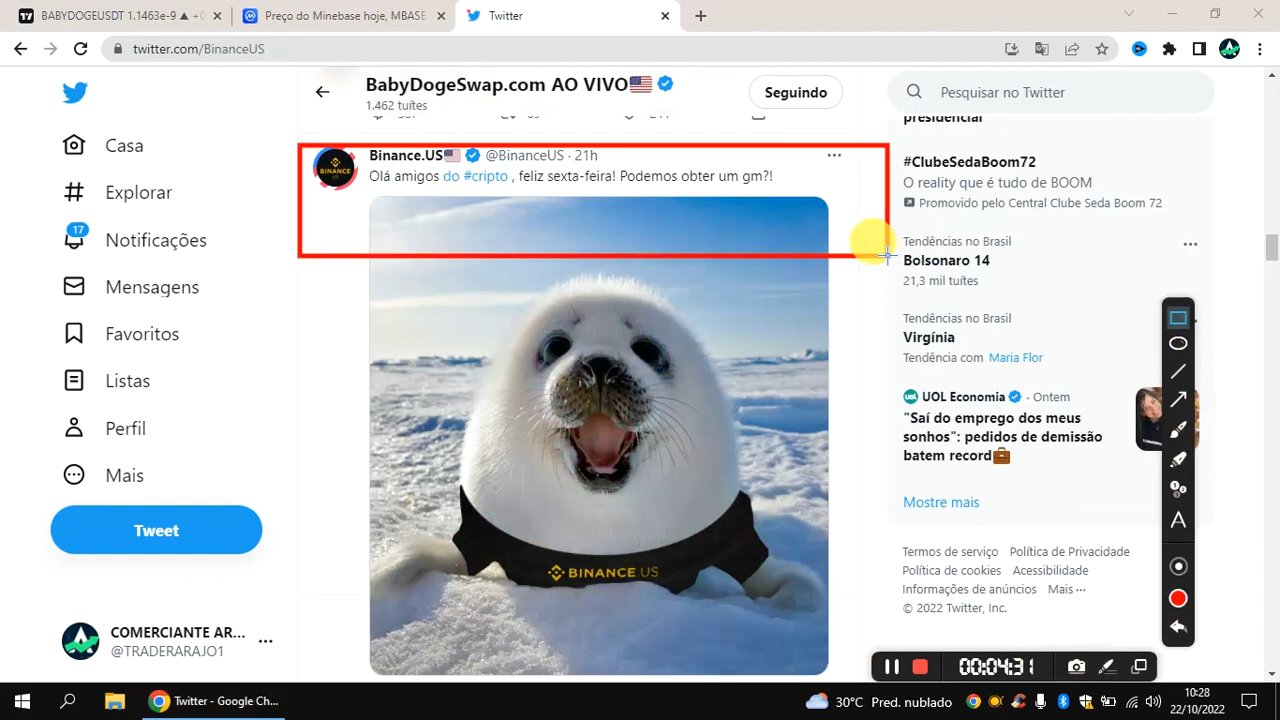 BABYDOGEUSDT 1.1463e-9 ▲ +0
Preço do Minebase hoje, MBASE
Twitter
twitter.com/BinanceUS
BabyDogeSwap.com AO VIVO🇺🇸
1.462 tuítes
Seguindo
Pesquisar no Twitter
Casa
Explorar
17
Notificações
Mensagens
Favoritos
Listas
Perfil
Mais
Tweet
COMERCIANTE AR...
@TRADERARAJO1
BINANCE
US
Binance.US🇺🇸 @BinanceUS · 21h
Olá amigos do #cripto , feliz sexta-feira! Podemos obter um gm?!
BINANCE.US
presidencial
#ClubeSedaBoom72
O reality que é tudo de BOOM
Promovido pelo Central Clube Seda Boom 72
Tendências no Brasil
Bolsonaro 14
21,3 mil tuítes
Tendências no Brasil
Virgínia
Tendência com Maria Flor
UOL Economia · Ontem
"Saí do emprego dos meus
sonhos": pedidos de demissão
batem record💼
Mostre mais
Termos de serviço Política de Privacidade
Política de cookies Acessibilidade
Informações de anúncios Mais ···
© 2022 Twitter, Inc.
00:04:31
Twitter - Google Ch...
30°C Pred. nublado
10:28
22/10/2022